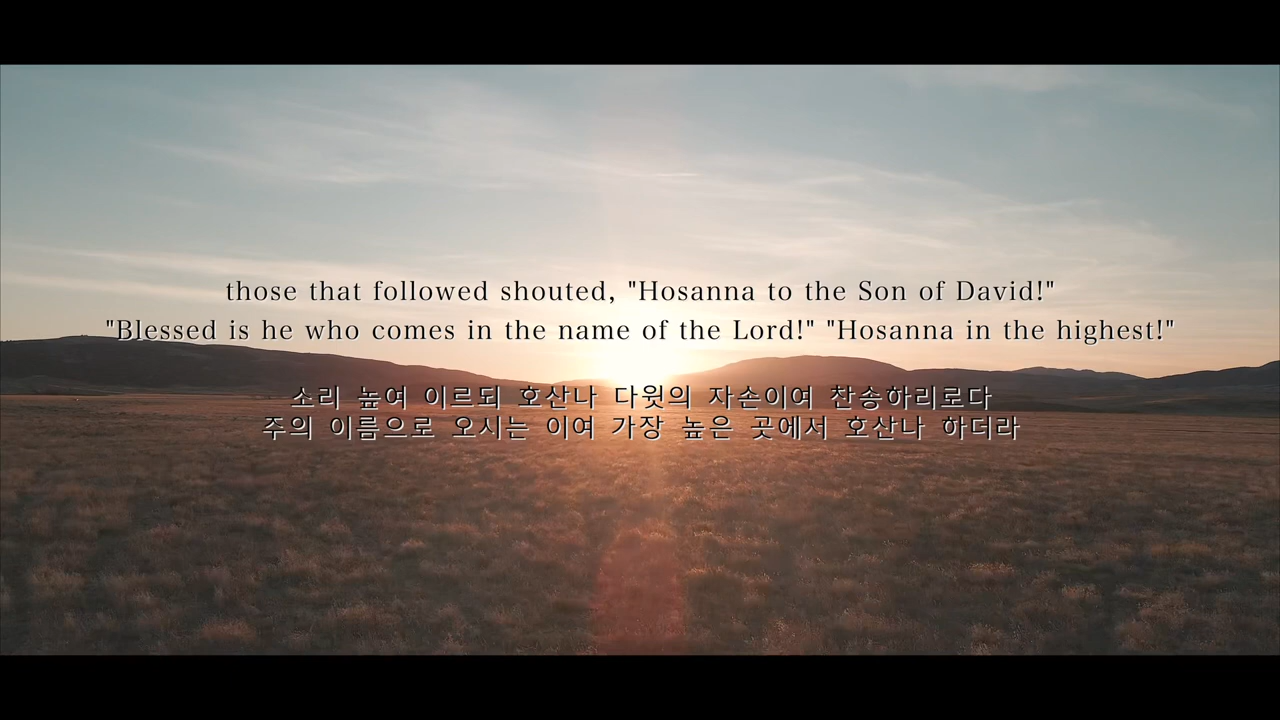 those that followed shouted, "Hosanna to the Son of David!"
"Blessed is he who comes in the name of the Lord!" "Hosanna in the highest!"
소리 높여 이르되 호산나 다윗의 자손이여 찬송하리로다
주의 이름으로 오시는 이여 가장 높은 곳에서 호산나 하더라